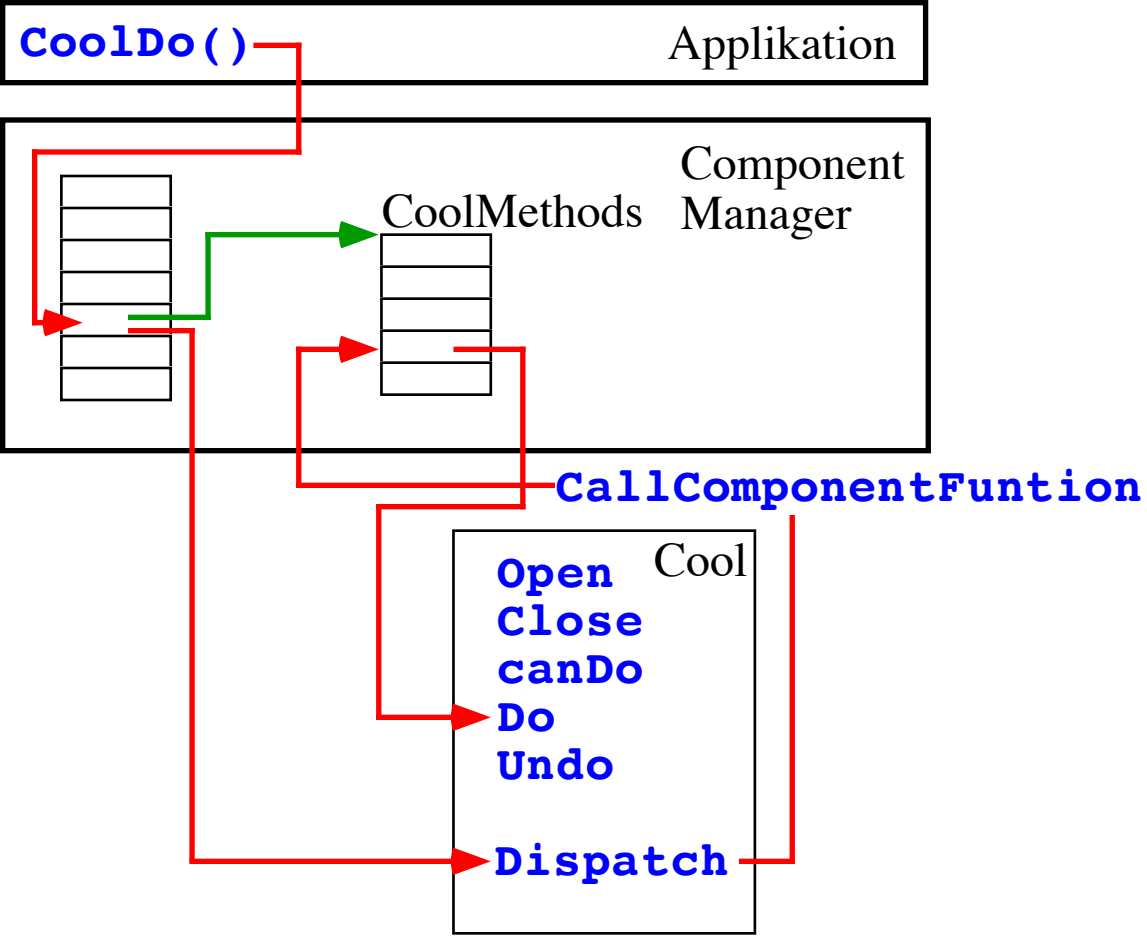 CoolDo()
Applikation
Component
Manager
CoolMethods
CallComponentFuntion
Cool
Open
Close
canDo
Do
Undo
Dispatch